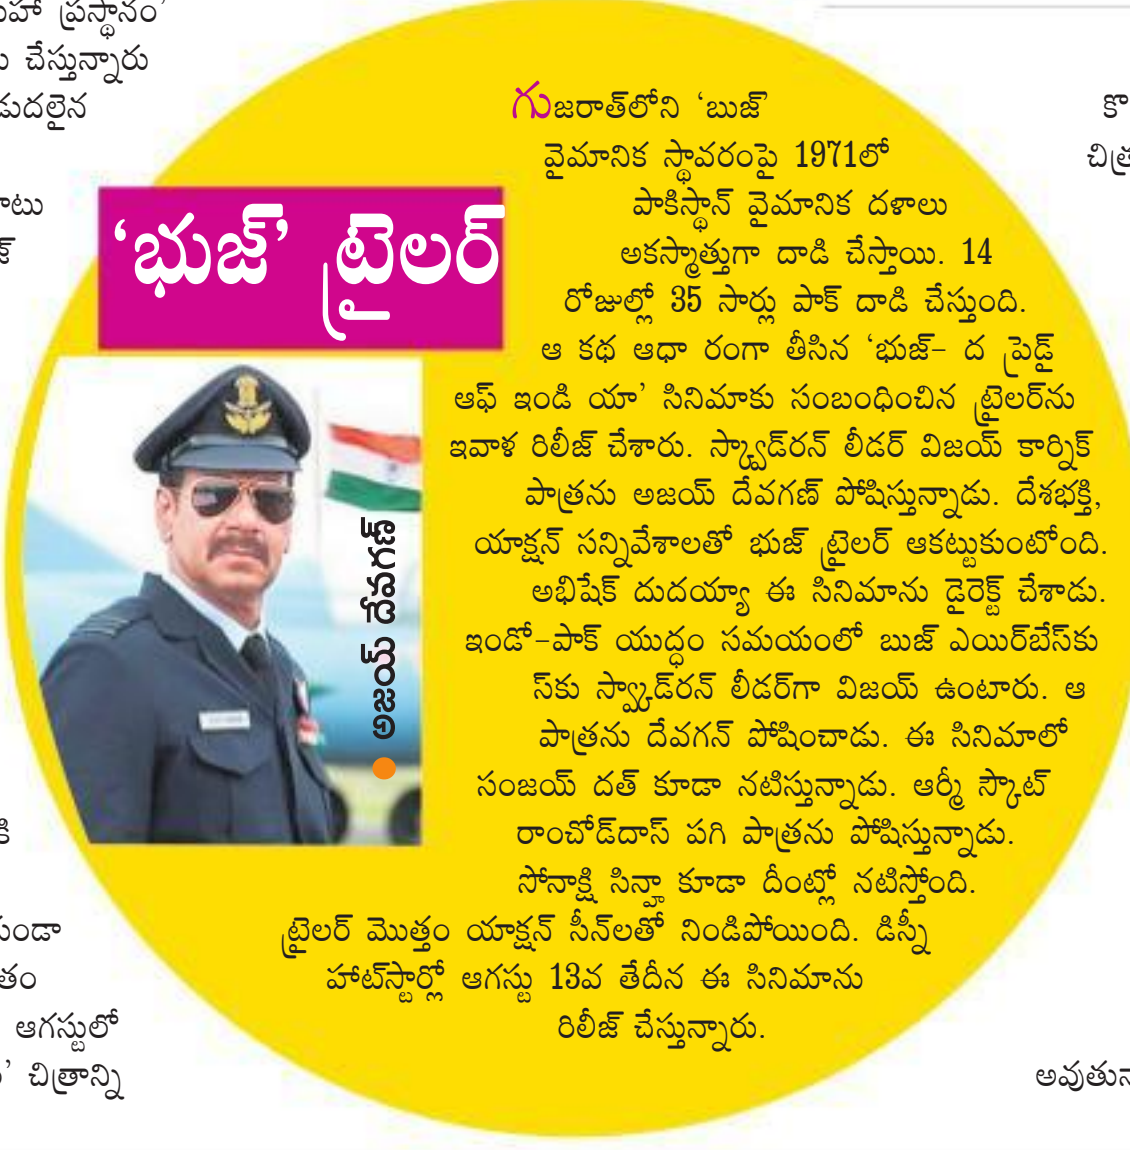 మహా ప్రస్థానం'
చేస్తున్నారు
'భుజ్' ట్రైలర్
గుజరాత్‌లోని 'బుజ్'
వైమానిక స్థావరంపై 1971లో
పాకిస్థాన్ వైమానిక దళాలు
అకస్మాత్తుగా దాడి చేస్తాయి. 14
రోజుల్లో 35 సార్లు పాక్ దాడి చేస్తుంది.
ఆ కథ ఆధా రంగా తీసిన 'భుజ్- ద ప్రైడ్
ఆఫ్ ఇండి యా' సినిమాకు సంబంధించిన ట్రైలర్‌ను
ఇవాళ రిలీజ్ చేశారు. స్క్వాడ్‌రన్ లీడర్ విజయ్ కార్నిక్
పాత్రను అజయ్ దేవగణ్ పోషిస్తున్నాడు. దేశభక్తి,
యాక్షన్ సన్నివేశాలతో భుజ్ ట్రైలర్ ఆకట్టుకుంటోంది.
అభిషేక్ దుదయ్యా ఈ సినిమాను డైరెక్ట్ చేశాడు.
ఇండో-పాక్ యుద్ధం సమయంలో బుజ్ ఎయిర్‌బేస్‌కు
స్‌కు స్వ్కాడ్‌రన్ లీడర్‌గా విజయ్ ఉంటారు. ఆ
పాత్రను దేవగన్ పోషించాడు. ఈ సినిమాలో
సంజయ్ దత్ కూడా నటిస్తున్నాడు. ఆర్మీ స్కౌట్
రాంచోడ్‌దాస్ పగి పాత్రను పోషిస్తున్నాడు.
సోనాక్షి సిన్హా కూడా దీంట్లో నటిస్తోంది.
ట్రైలర్ మొత్తం యాక్షన్ సీన్‌లతో నిండిపోయింది. డిస్నీ
హాట్‌స్టార్లో ఆగస్టు 13వ తేదీన ఈ సినిమాను
రిలీజ్ చేస్తున్నారు.
అజయ్ దేవగణ్
ఆగస్టులో
చిత్రాన్ని